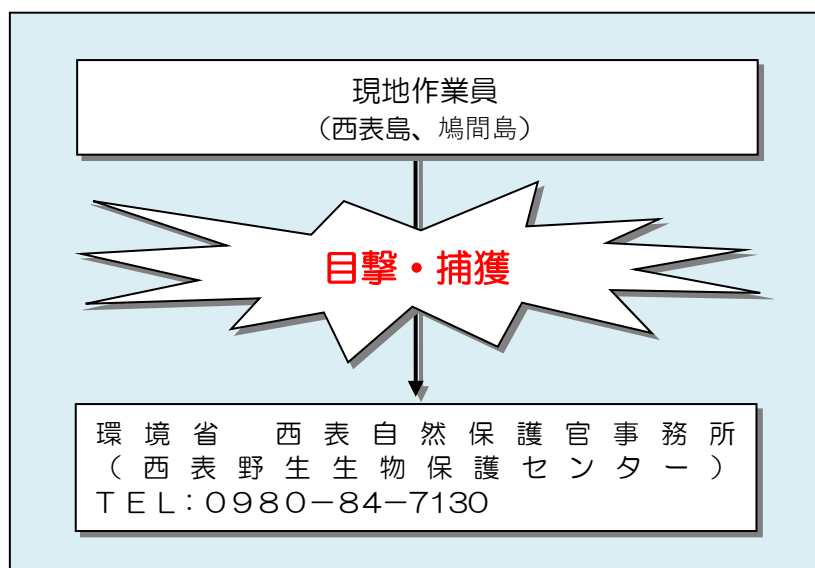 現地作業員
（西表島、鳩間島）
目撃・捕獲
環境省　西表自然保護官事務所
（西表野生生物保護センター）
ＴＥＬ：０９８０－８４－７１３０